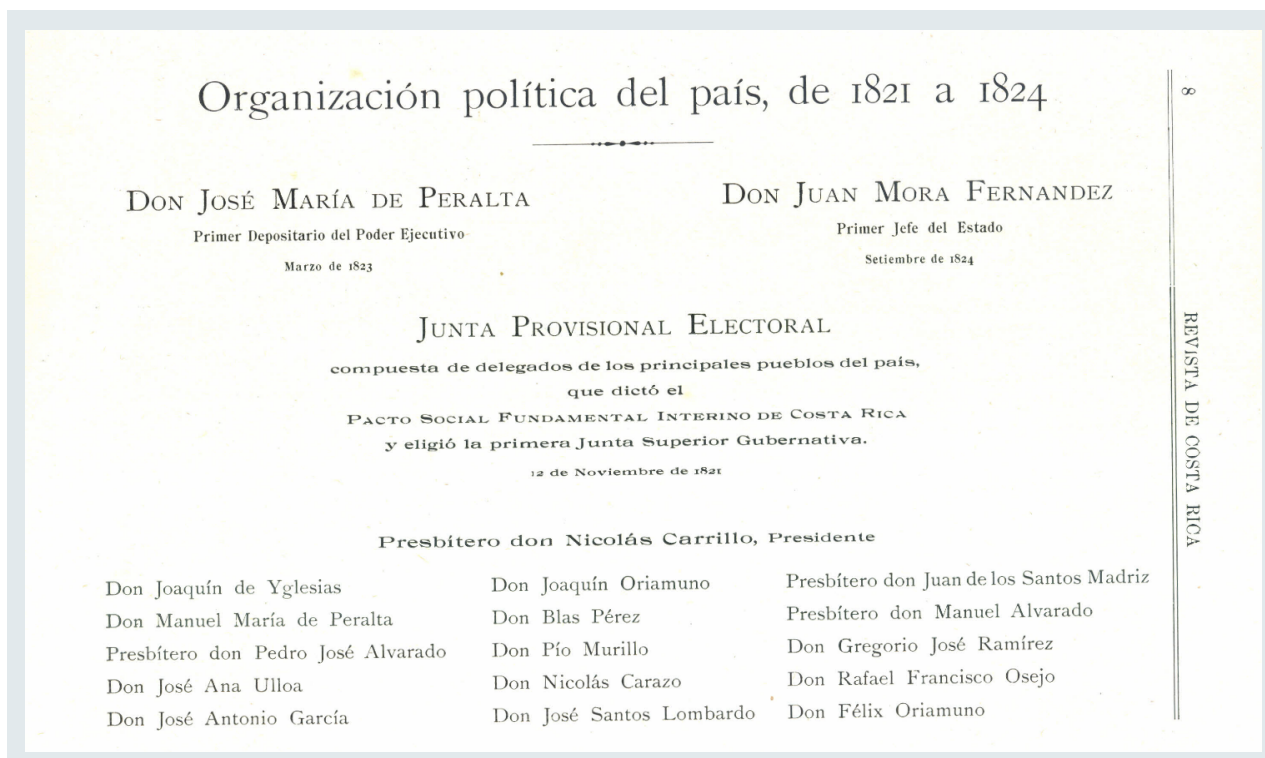 Organización política del país, de 1821 a 1824
Don José María de Peralta
Primer Depositario del Poder Ejecutivo
Marzo de 1823
Don Juan Mora Fernandez
Primer Jefe del Estado
Setiembre de 1824
Junta Provisional Electoral
compuesta de delegados de los principales pueblos del país,
que dictó el
Pacto Social Fundamental Interino de Costa Rica
y eligió la primera Junta Superior Gubernativa.
12 de Noviembre de 1821
Presbítero don Nicolás Carrillo, Presidente
Don Joaquín de Yglesias
Don Manuel María de Peralta
Presbítero don Pedro José Alvarado
Don José Ana Ulloa
Don José Antonio García
Don Joaquín Oriamuno
Don Blas Pérez
Don Pío Murillo
Don Nicolás Carazo
Don José Santos Lombardo
Presbítero don Juan de los Santos Madriz
Presbítero don Manuel Alvarado
Don Gregorio José Ramírez
Don Rafael Francisco Osejo
Don Félix Oriamuno
8
REVISTA DE COSTA RICA